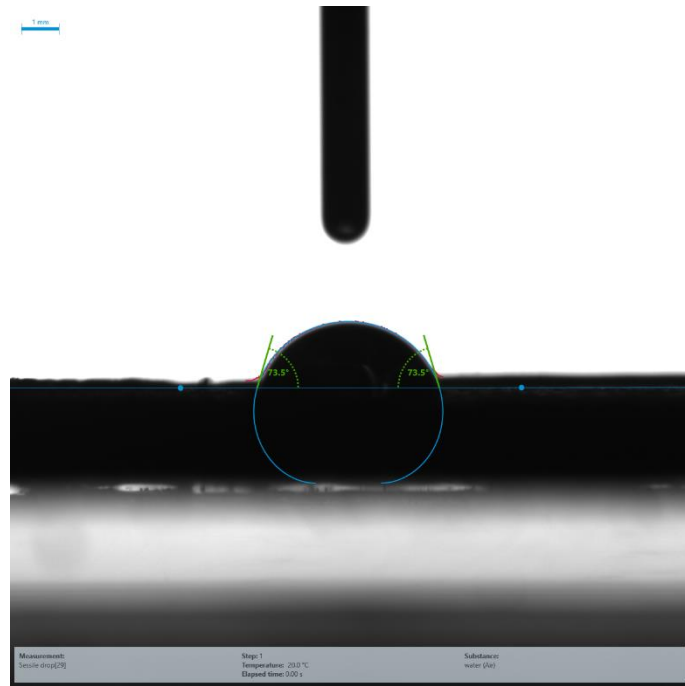 1 mm
73.5° 73.5°
Measurement:
Sessile drop[29]
Step: 1
Temperature: 20.0 °C
Elapsed time: 0.00 s
Substance:
water (Air)